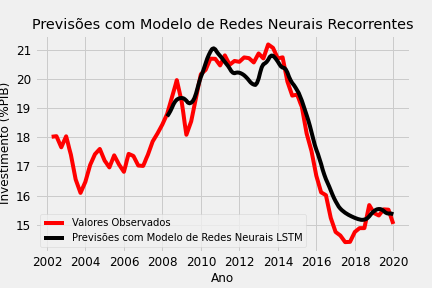 Previsões com Modelo de Redes Neurais Recorrentes
Investimento (%PIB)
21
20
19
18
17
16
15
Valores Observados
Previsões com Modelo de Redes Neurais LSTM
2002 2004 2006 2008 2010 2012 2014 2016 2018 2020
Ano